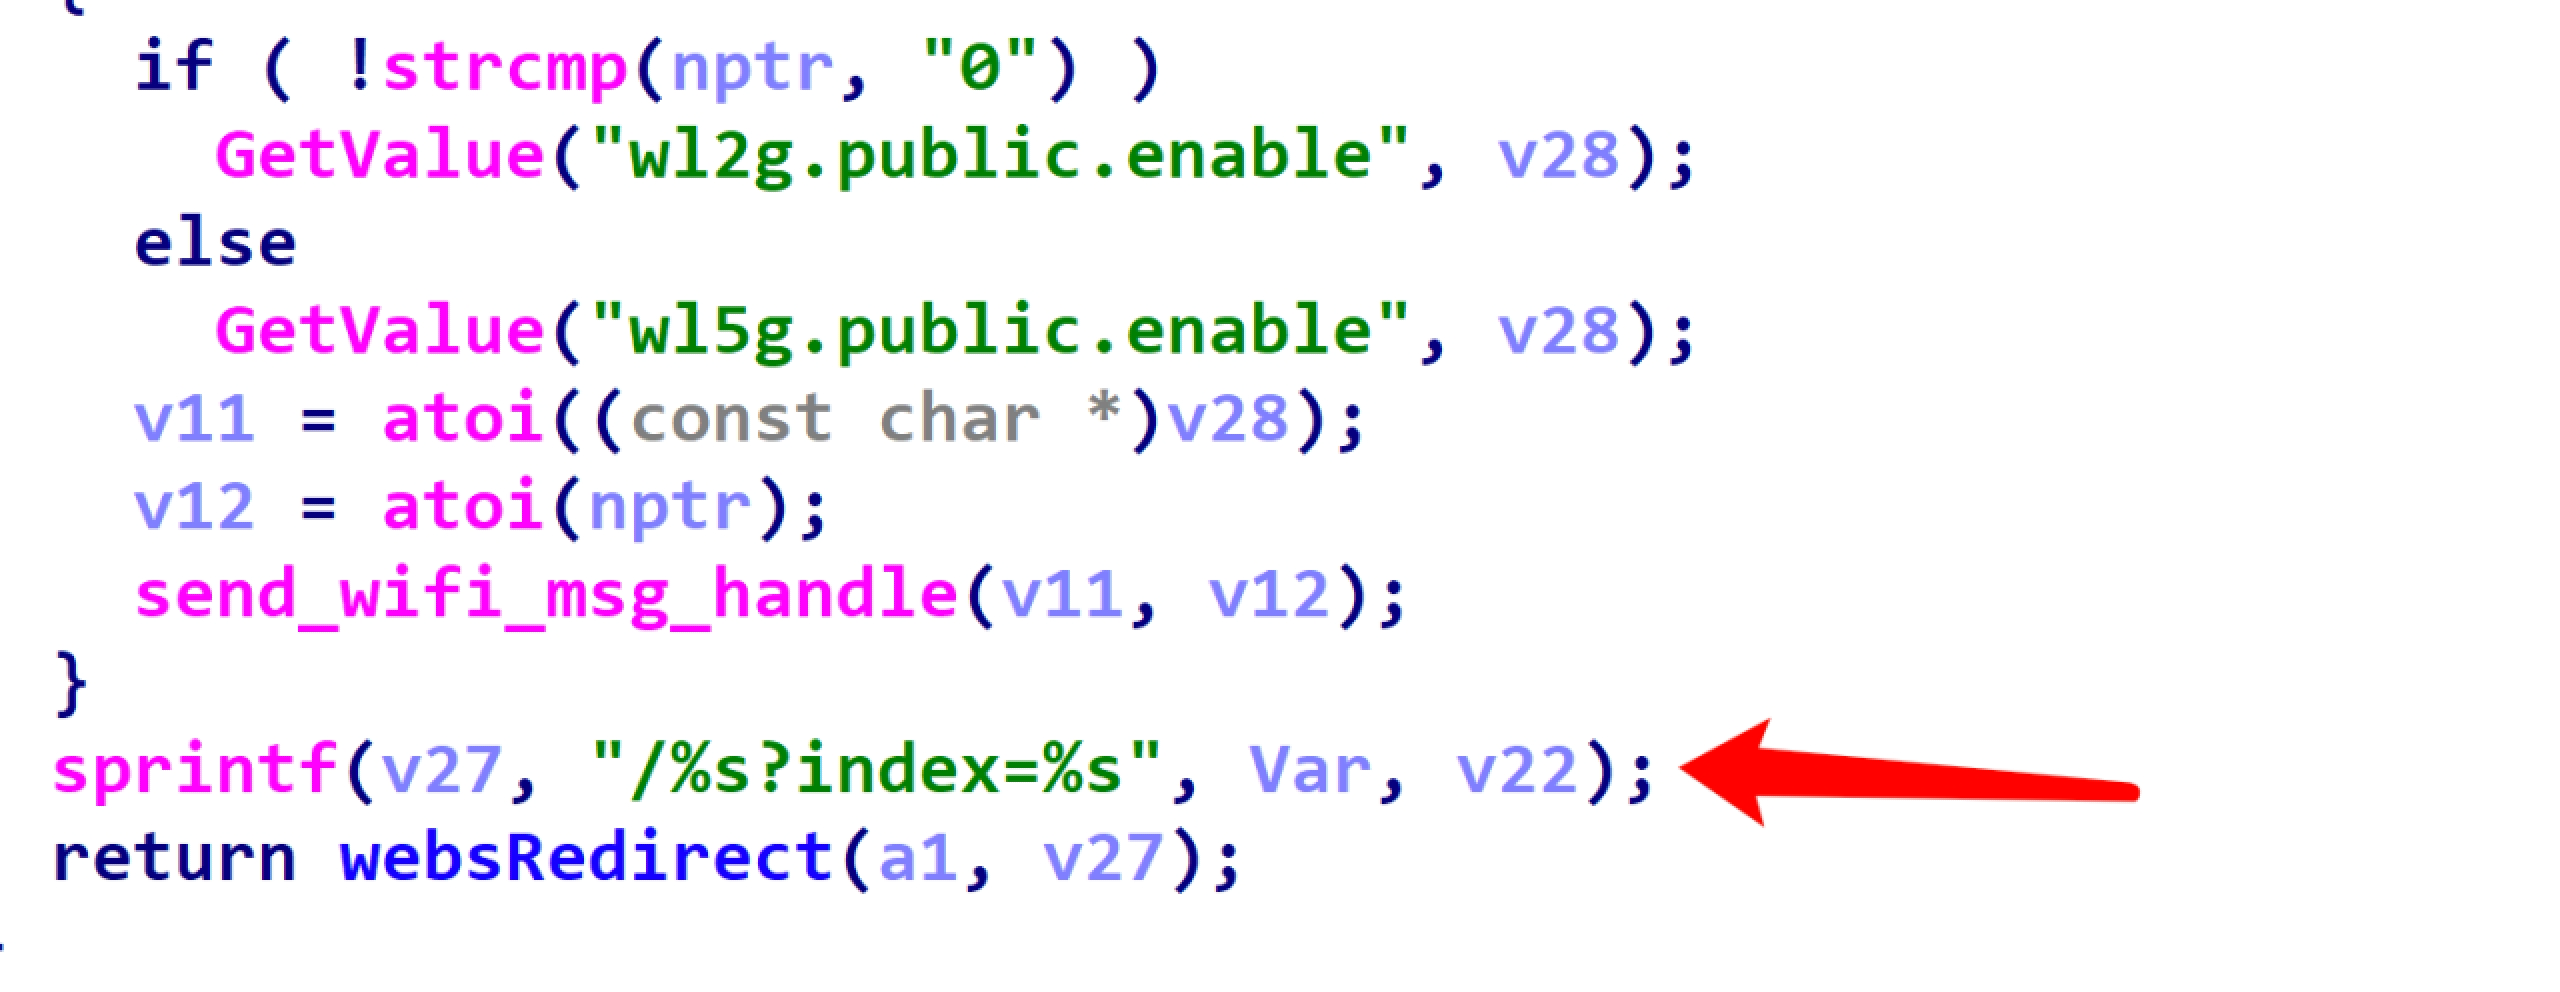 {
if ( !strcmp(nptr, "0") )
GetValue("wl2g.public.enable", v28);
else
GetValue("wl5g.public.enable", v28);
v11 = atoi((const char *)v28);
v12 = atoi(nptr);
send_wifi_msg_handle(v11, v12);
}
sprintf(v27, "/%s?index=%s", Var, v22);
return websRedirect(a1, v27);